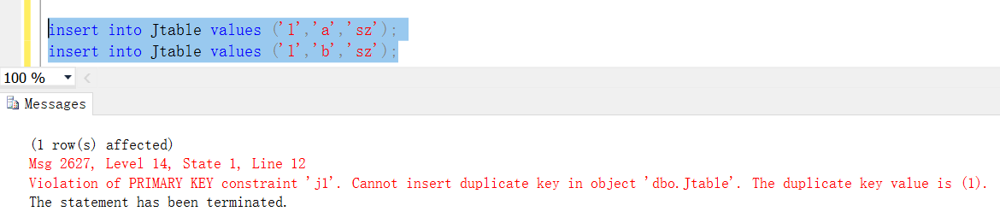 insert into Jtable values ('1','a','sz');
insert into Jtable values ('1','b','sz');
100 %
Messages
(1 row(s) affected)
Msg 2627, Level 14, State 1, Line 12
Violation of PRIMARY KEY constraint 'j1'. Cannot insert duplicate key in object 'dbo.Jtable'. The duplicate key value is (1).
The statement has been terminated.